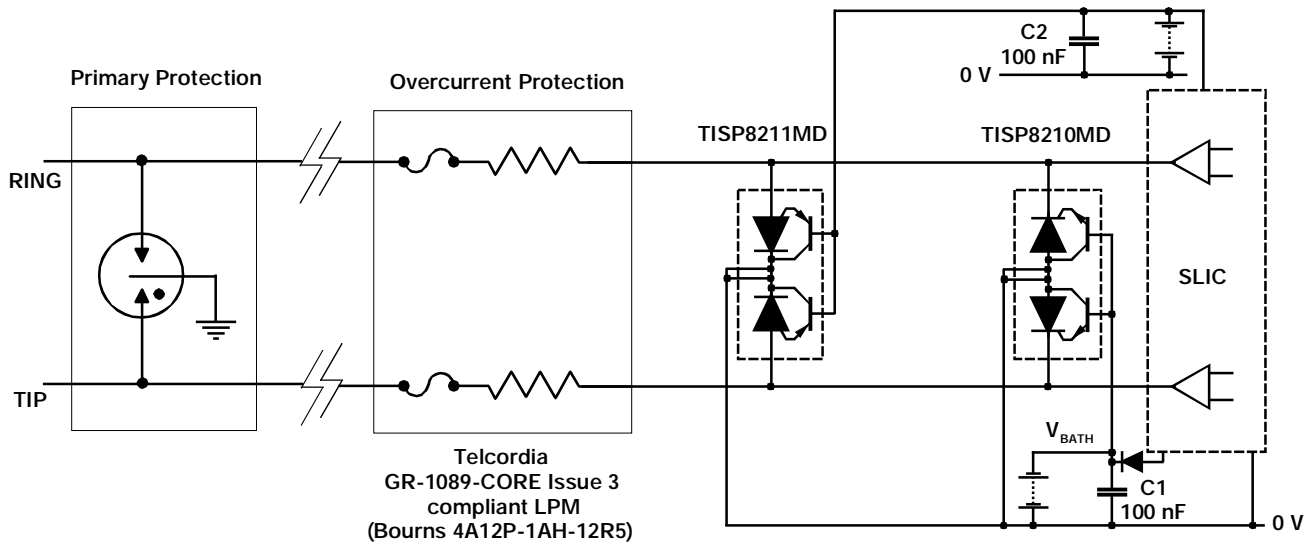 C2
100 nF
0 V
Primary Protection
Overcurrent Protection
TISP8211MD
TISP8210MD
RING
SLIC
TIP
VBATH
Telcordia
GR-1089-CORE Issue 3
compliant LPM
(Bourns 4A12P-1AH-12R5)
C1
100 nF
0 V